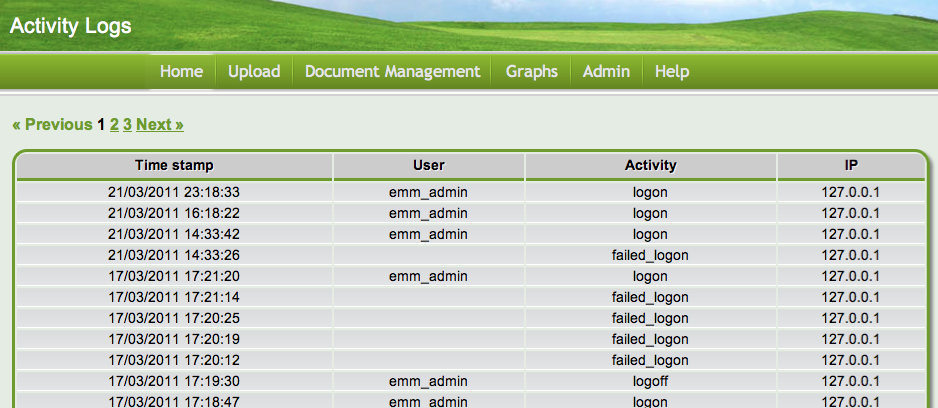 Activity Logs
Home Upload Document Management Graphs Admin Help
« Previous 1 2 3 Next »
Time stamp User Activity IP
21/03/2011 23:18:33 emm_admin logon 127.0.0.1
21/03/2011 16:18:22 emm_admin logon 127.0.0.1
21/03/2011 14:33:42 emm_admin logon 127.0.0.1
21/03/2011 14:33:26 failed_logon 127.0.0.1
17/03/2011 17:21:20 emm_admin logon 127.0.0.1
17/03/2011 17:21:14 failed_logon 127.0.0.1
17/03/2011 17:20:25 failed_logon 127.0.0.1
17/03/2011 17:20:19 failed_logon 127.0.0.1
17/03/2011 17:20:12 failed_logon 127.0.0.1
17/03/2011 17:19:30 emm_admin logoff 127.0.0.1
17/03/2011 17:18:47 emm_admin logon 127.0.0.1